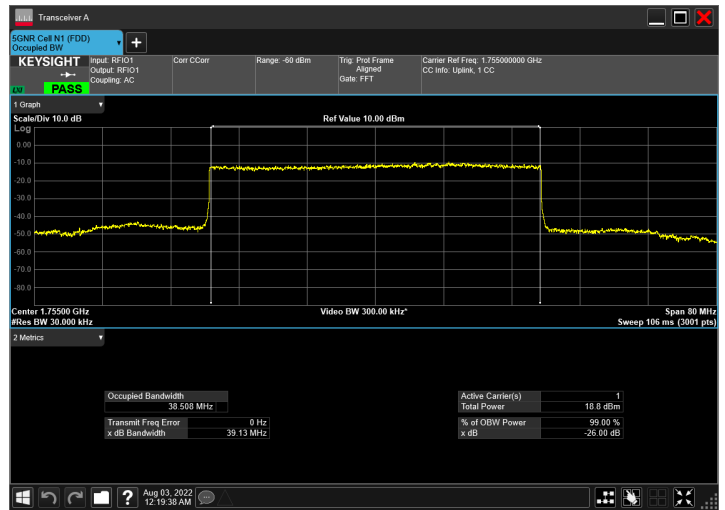 Transceiver A
5GNR Cell N1 (FDD)
Occupied BW
KEYSIGHT
LXI
PASS
Input: RFIO1
Output: RFIO1
Coupling: AC
Corr CCorr
Range: -60 dBm
Trig: Prot Frame
Aligned
Gate: FFT
Carrier Ref Freq: 1.755000000 GHz
CC Info: Uplink, 1 CC
1 Graph
Scale/Div 10.0 dB
Ref Value 10.00 dBm
Log
0.00
-10.0
-20.0
-30.0
-40.0
-50.0
-60.0
-70.0
-80.0
Center 1.75500 GHz
Video BW 300.00 kHz*
Span 80 MHz
#Res BW 30.000 kHz
Sweep 106 ms (3001 pts)
2 Metrics
Occupied Bandwidth
38.508 MHz
Transmit Freq Error 0 Hz
x dB Bandwidth 39.13 MHz
Active Carrier(s) 1
Total Power 18.8 dBm
% of OBW Power 99.00 %
x dB -26.00 dB
?
Aug 03, 2022
12:19:38 AM